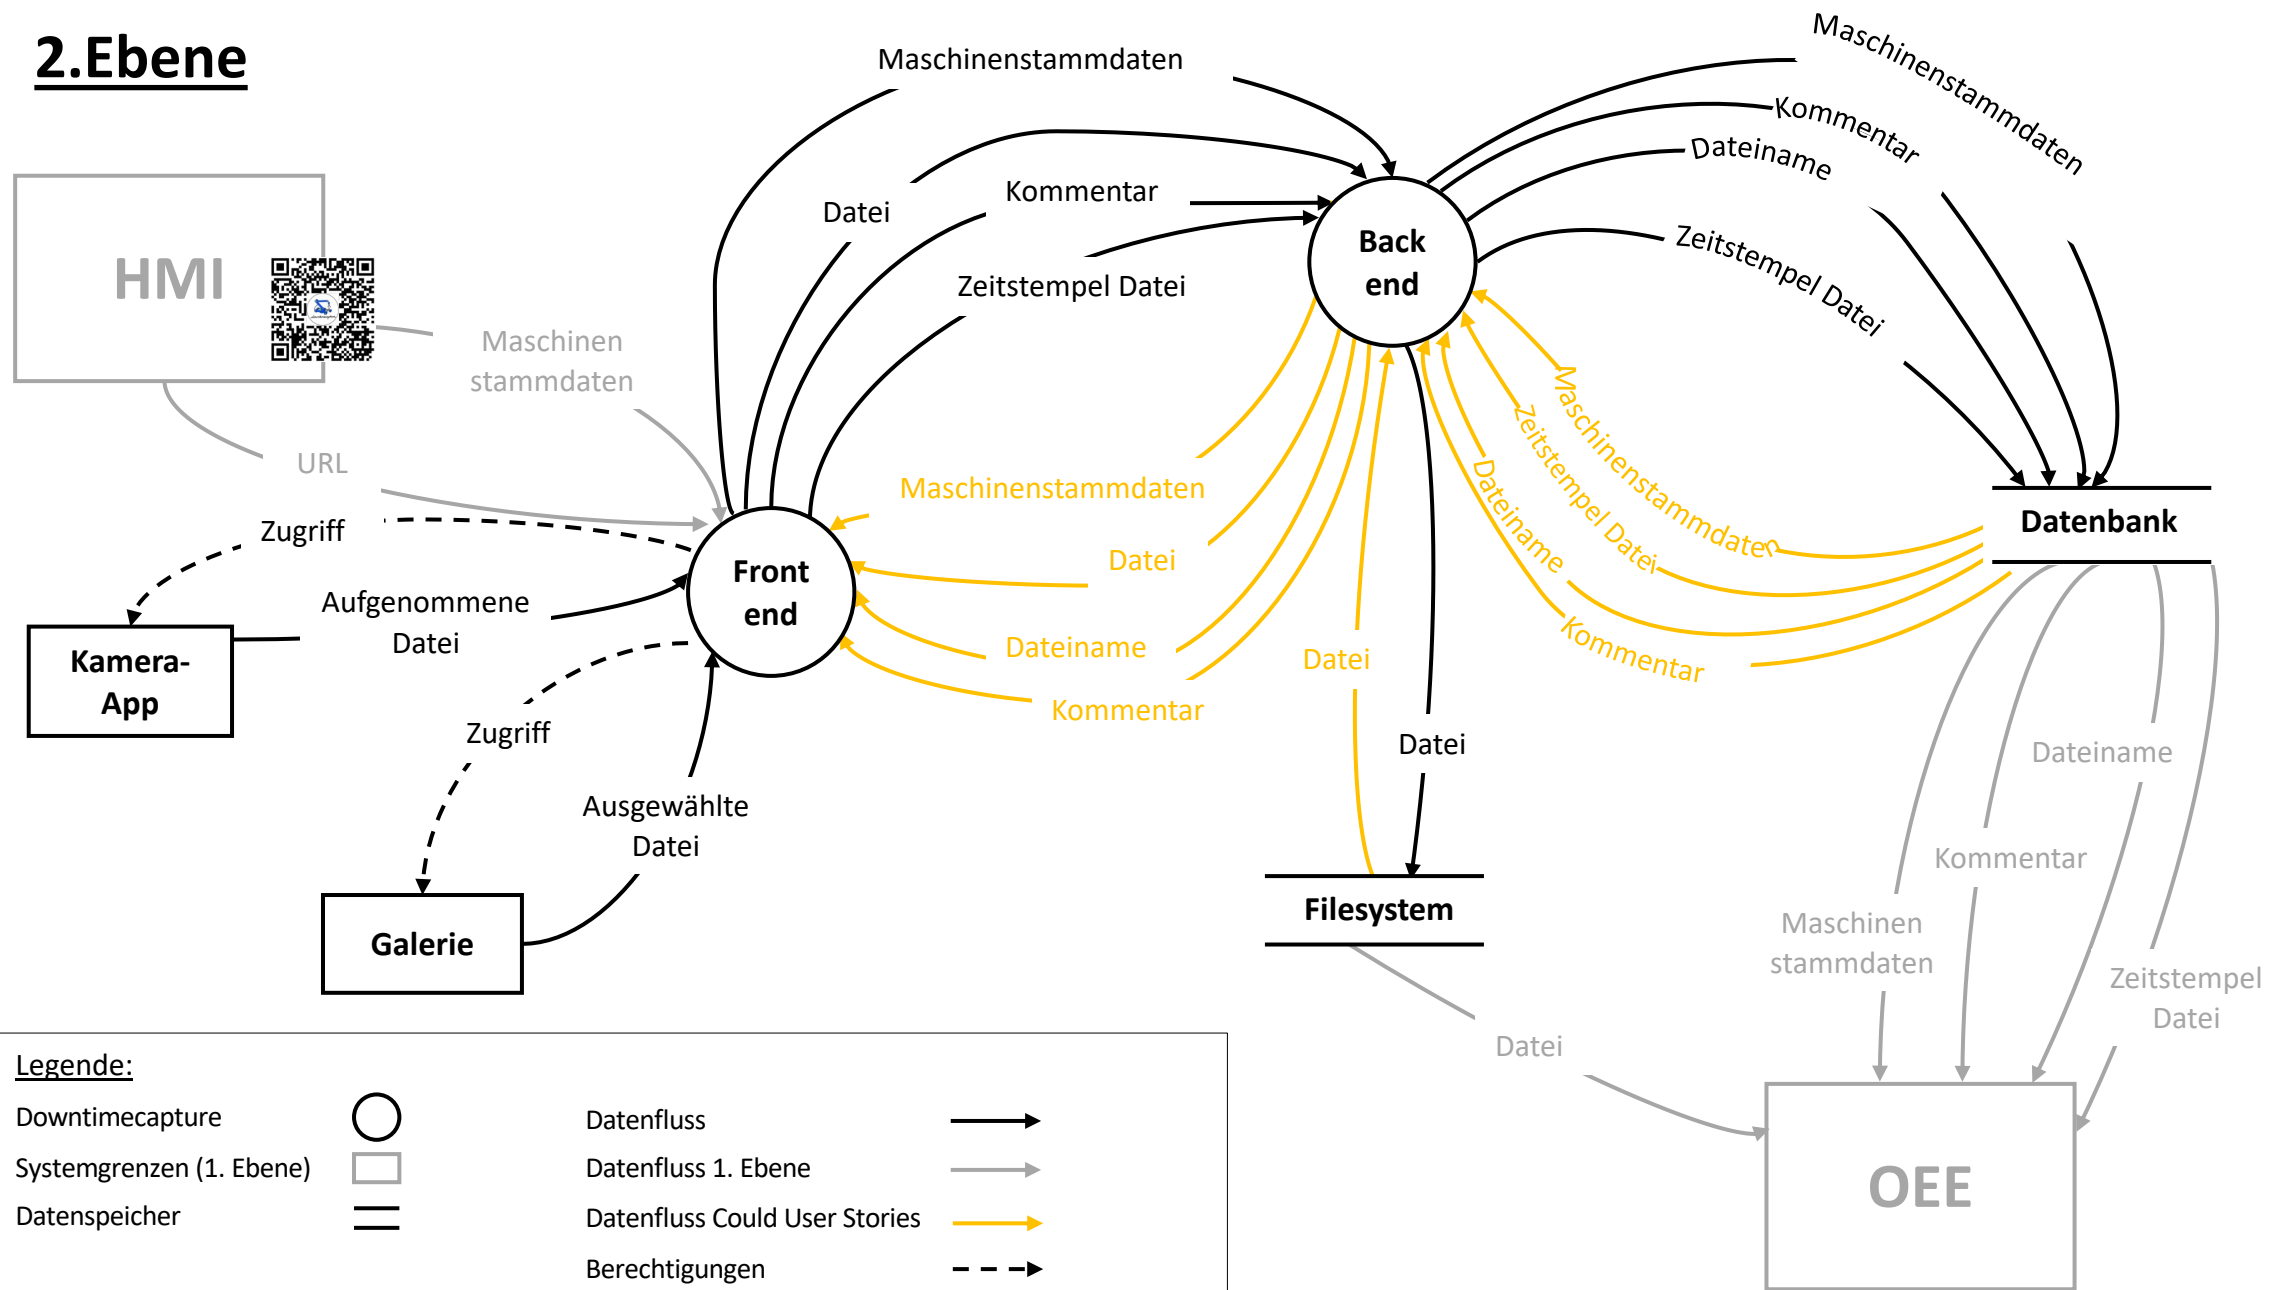 2.Ebene
Maschinenstammdaten
Maschinenstammdaten
Kommentar
Dateiname
Datei
Kommentar
Zeitstempel Datei
Zeitstempel Datei
Back
end
HMI
Maschinen
stammdaten
URL
Zugriff
Maschinenstammdaten
Zeitstempel Datei
Dateiname
Kommentar
Maschinenstammdaten
Datei
Dateiname
Kommentar
Datenbank
Front
end
Aufgenommene
Datei
Kamera-
App
Zugriff
Datei
Datei
Ausgewählte
Datei
Galerie
Filesystem
Dateiname
Kommentar
Maschinen
stammdaten
Zeitstempel
Datei
Datei
OEE
Legende:
Downtimecapture
Systemgrenzen (1. Ebene)
Datenspeicher
Datenfluss
Datenfluss 1. Ebene
Datenfluss Could User Stories
Berechtigungen